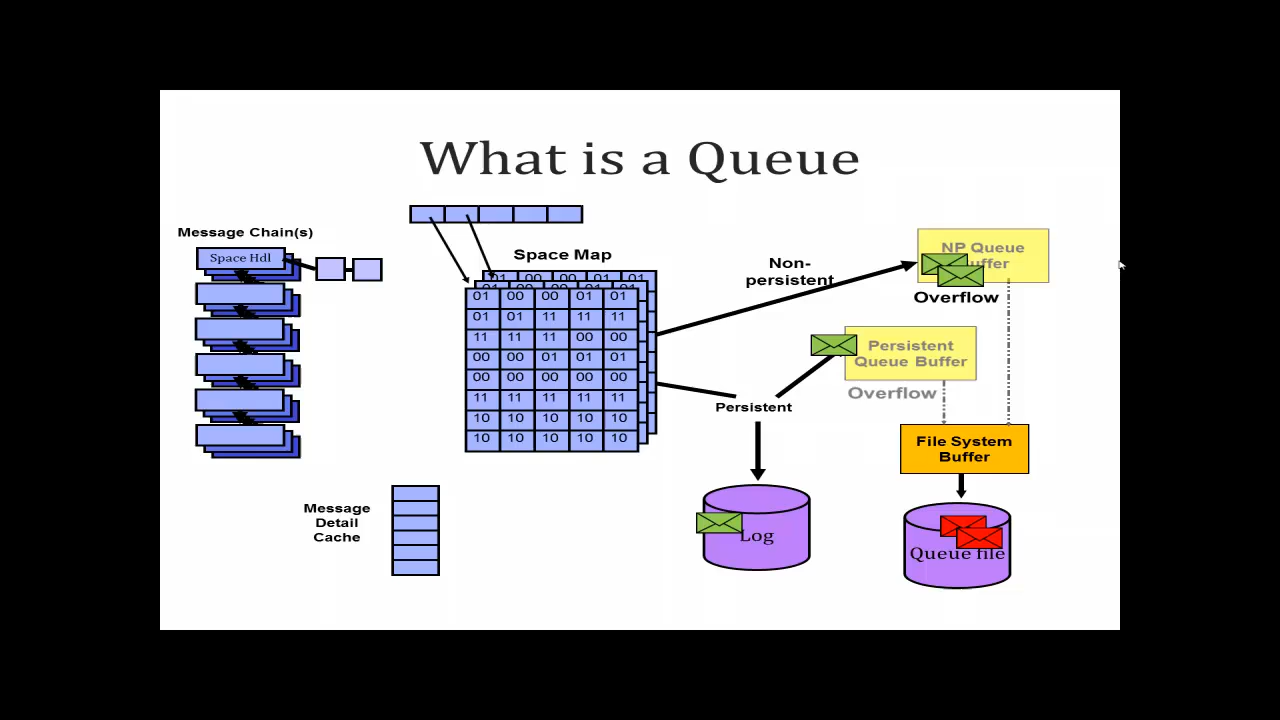 What is a Queue
Message Chain(s)
Space Hdl
Space Map
01 00 00 01 01
01 01 11 11 11
11 11 11 00 00
00 00 01 01 01
00 00 00 00 00
11 11 11 11 11
10 10 10 10 10
10 10 10 10 10
Non-
persistent
NP Queue
Overflow
Persistent
Queue Buffer
Overflow
Persistent
File System
Buffer
Message
Detail
Cache
Log
Queue file